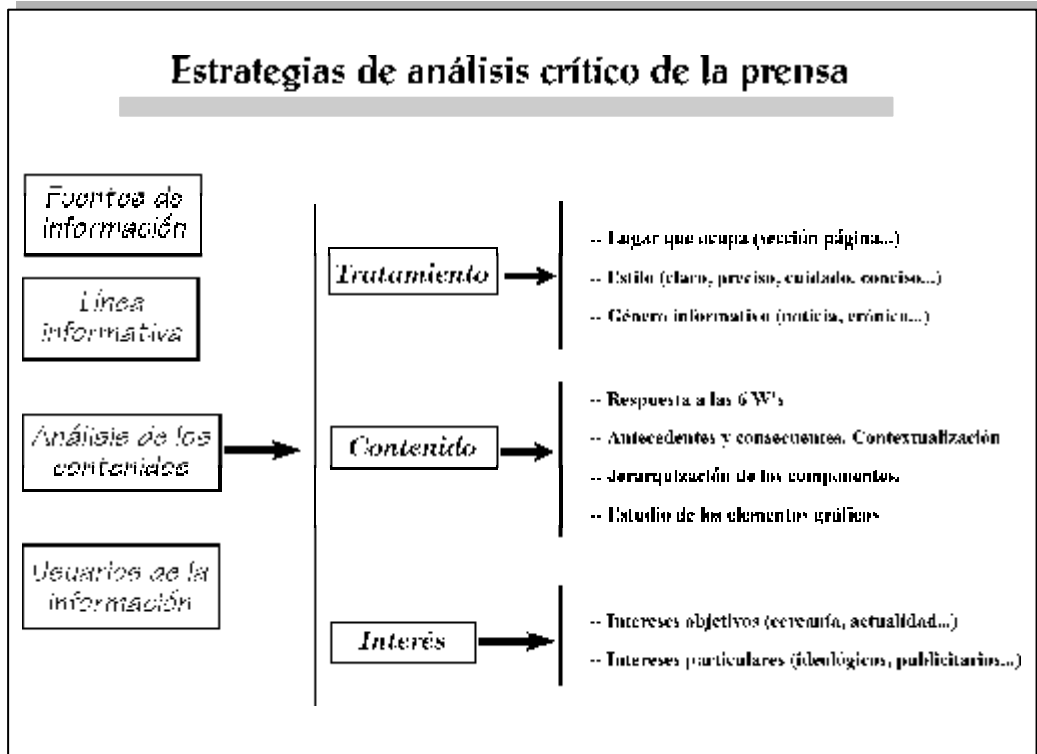 Estrategias de análisis crítico de la prensa
Fuentes de
información
Línea
informativa
Análisis de los
contenidos
Usuarios de la
información
Tratamiento
-- Lugar que ocupa (sección página...)
-- Estilo (claro, preciso, cuidado, conciso...)
-- Género informativo (noticia, crónica...)
Contenido
-- Respuesta a las 6 W's
-- Antecedentes y consecuentes. Contextualización
-- Jerarquización de los componentes
-- Estudio de los elementos gráficos
Interés
-- Intereses objetivos (cercanía, actualidad...)
-- Intereses particulares (ideológicos, publicitarios...)